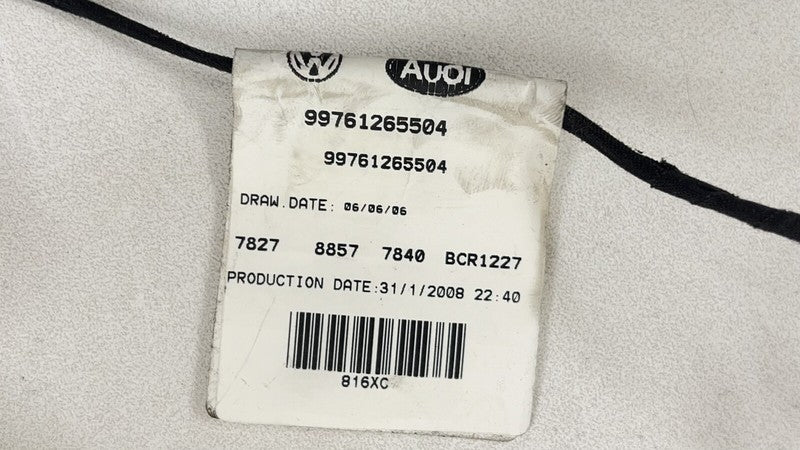 VW AUDI
99761265504
99761265504
DRAW.DATE: 06/06/06
7827 8857 7840 BCR1227
PRODUCTION DATE:31/1/2008 22:40
816XC